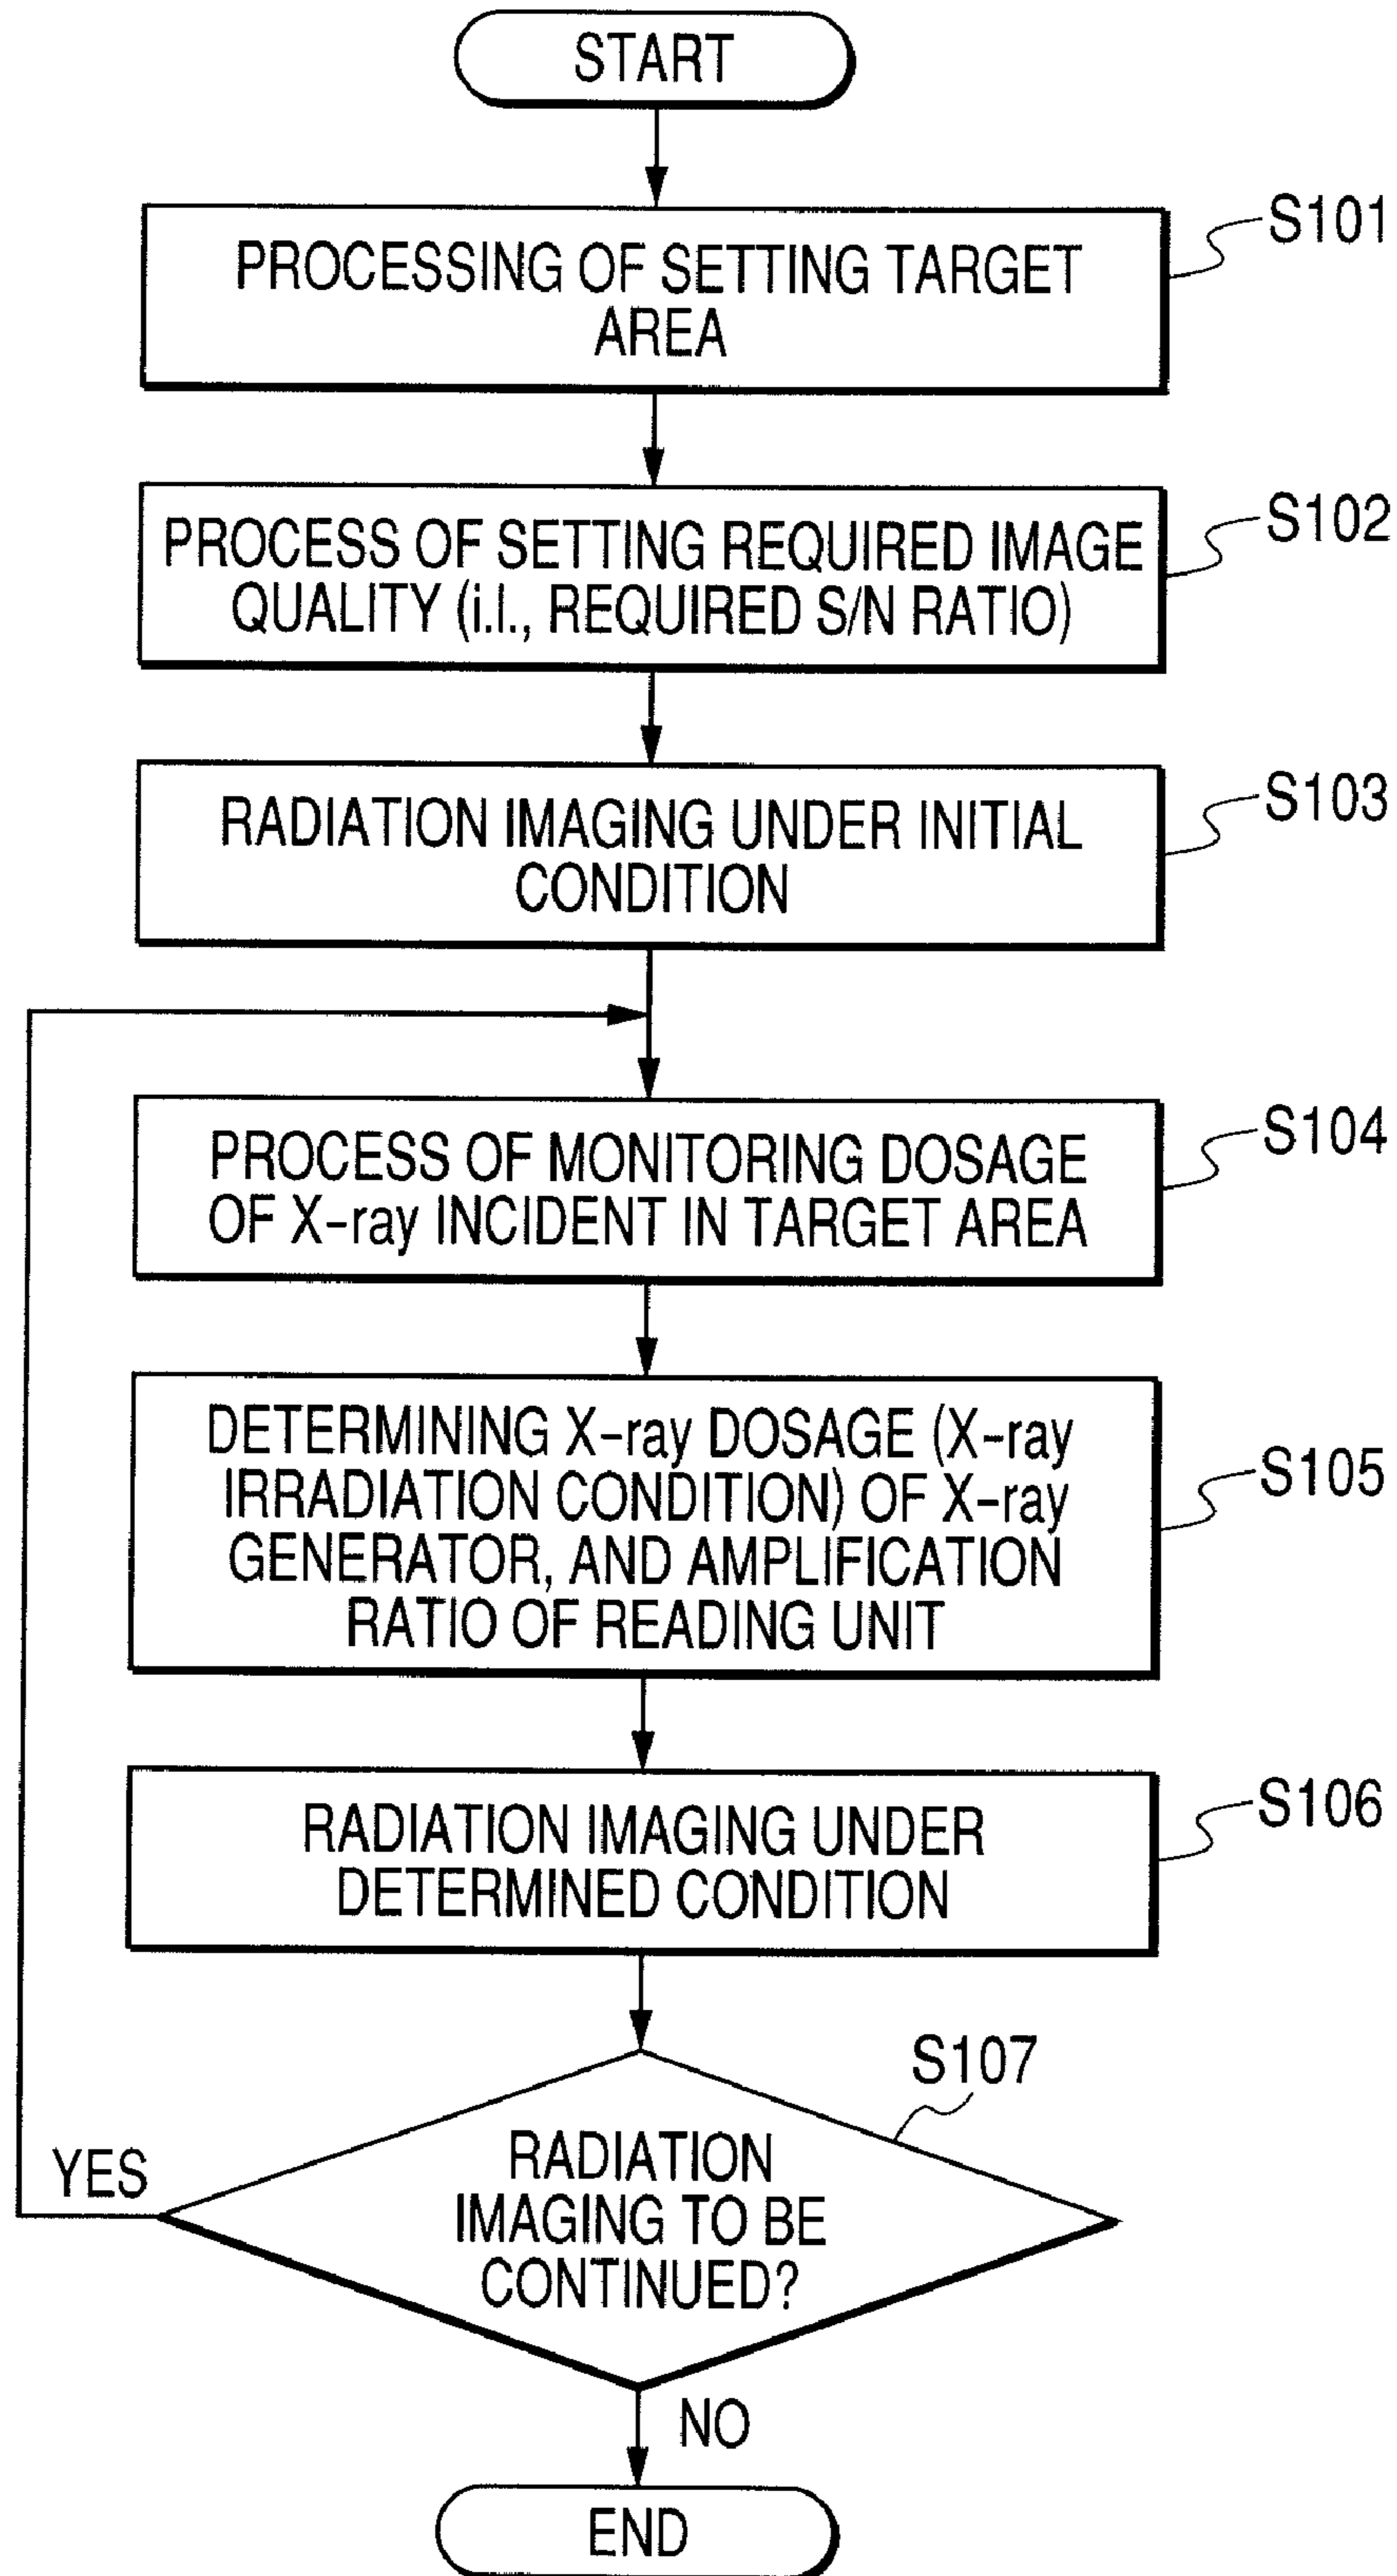 START
S101
PROCESSING OF SETTING TARGET
AREA
S102
PROCESS OF SETTING REQUIRED IMAGE
QUALITY (i.l., REQUIRED S/N RATIO)
S103
RADIATION IMAGING UNDER INITIAL
CONDITION
S104
PROCESS OF MONITORING DOSAGE
OF X-ray INCIDENT IN TARGET AREA
S105
DETERMINING X-ray DOSAGE (X-ray
IRRADIATION CONDITION) OF X-ray
GENERATOR, AND AMPLIFICATION
RATIO OF READING UNIT
S106
RADIATION IMAGING UNDER
DETERMINED CONDITION
S107
RADIATION
IMAGING TO BE
CONTINUED?
YES
NO
END